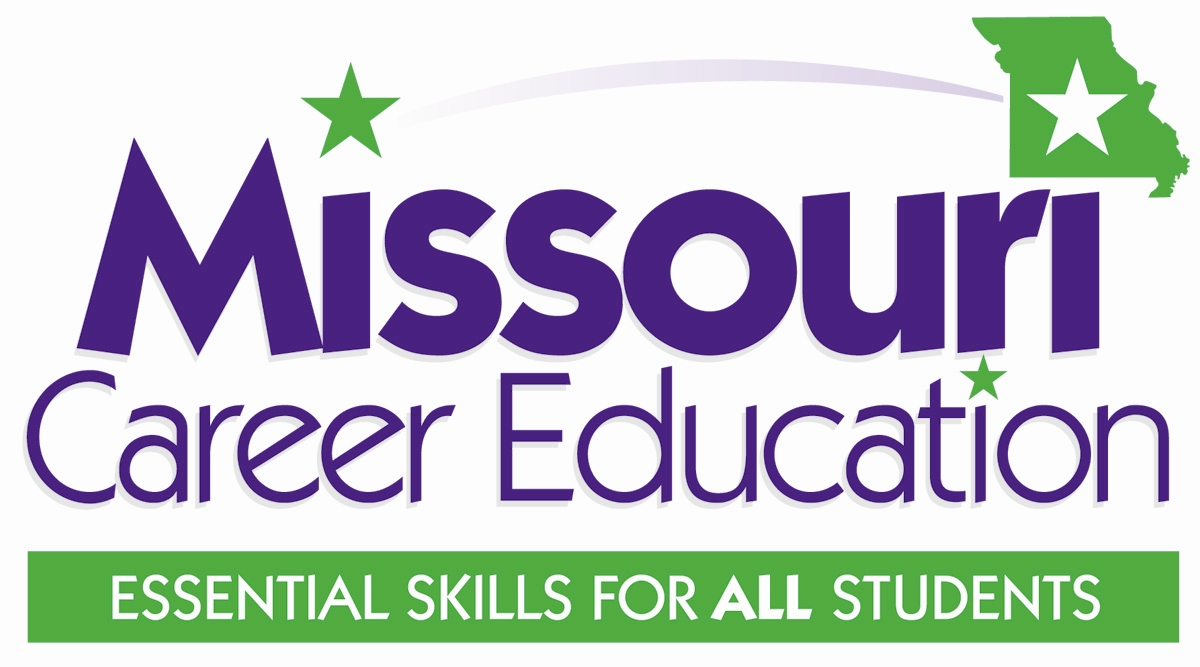 Missouri
Career Education
ESSENTIAL SKILLS FOR ALL STUDENTS